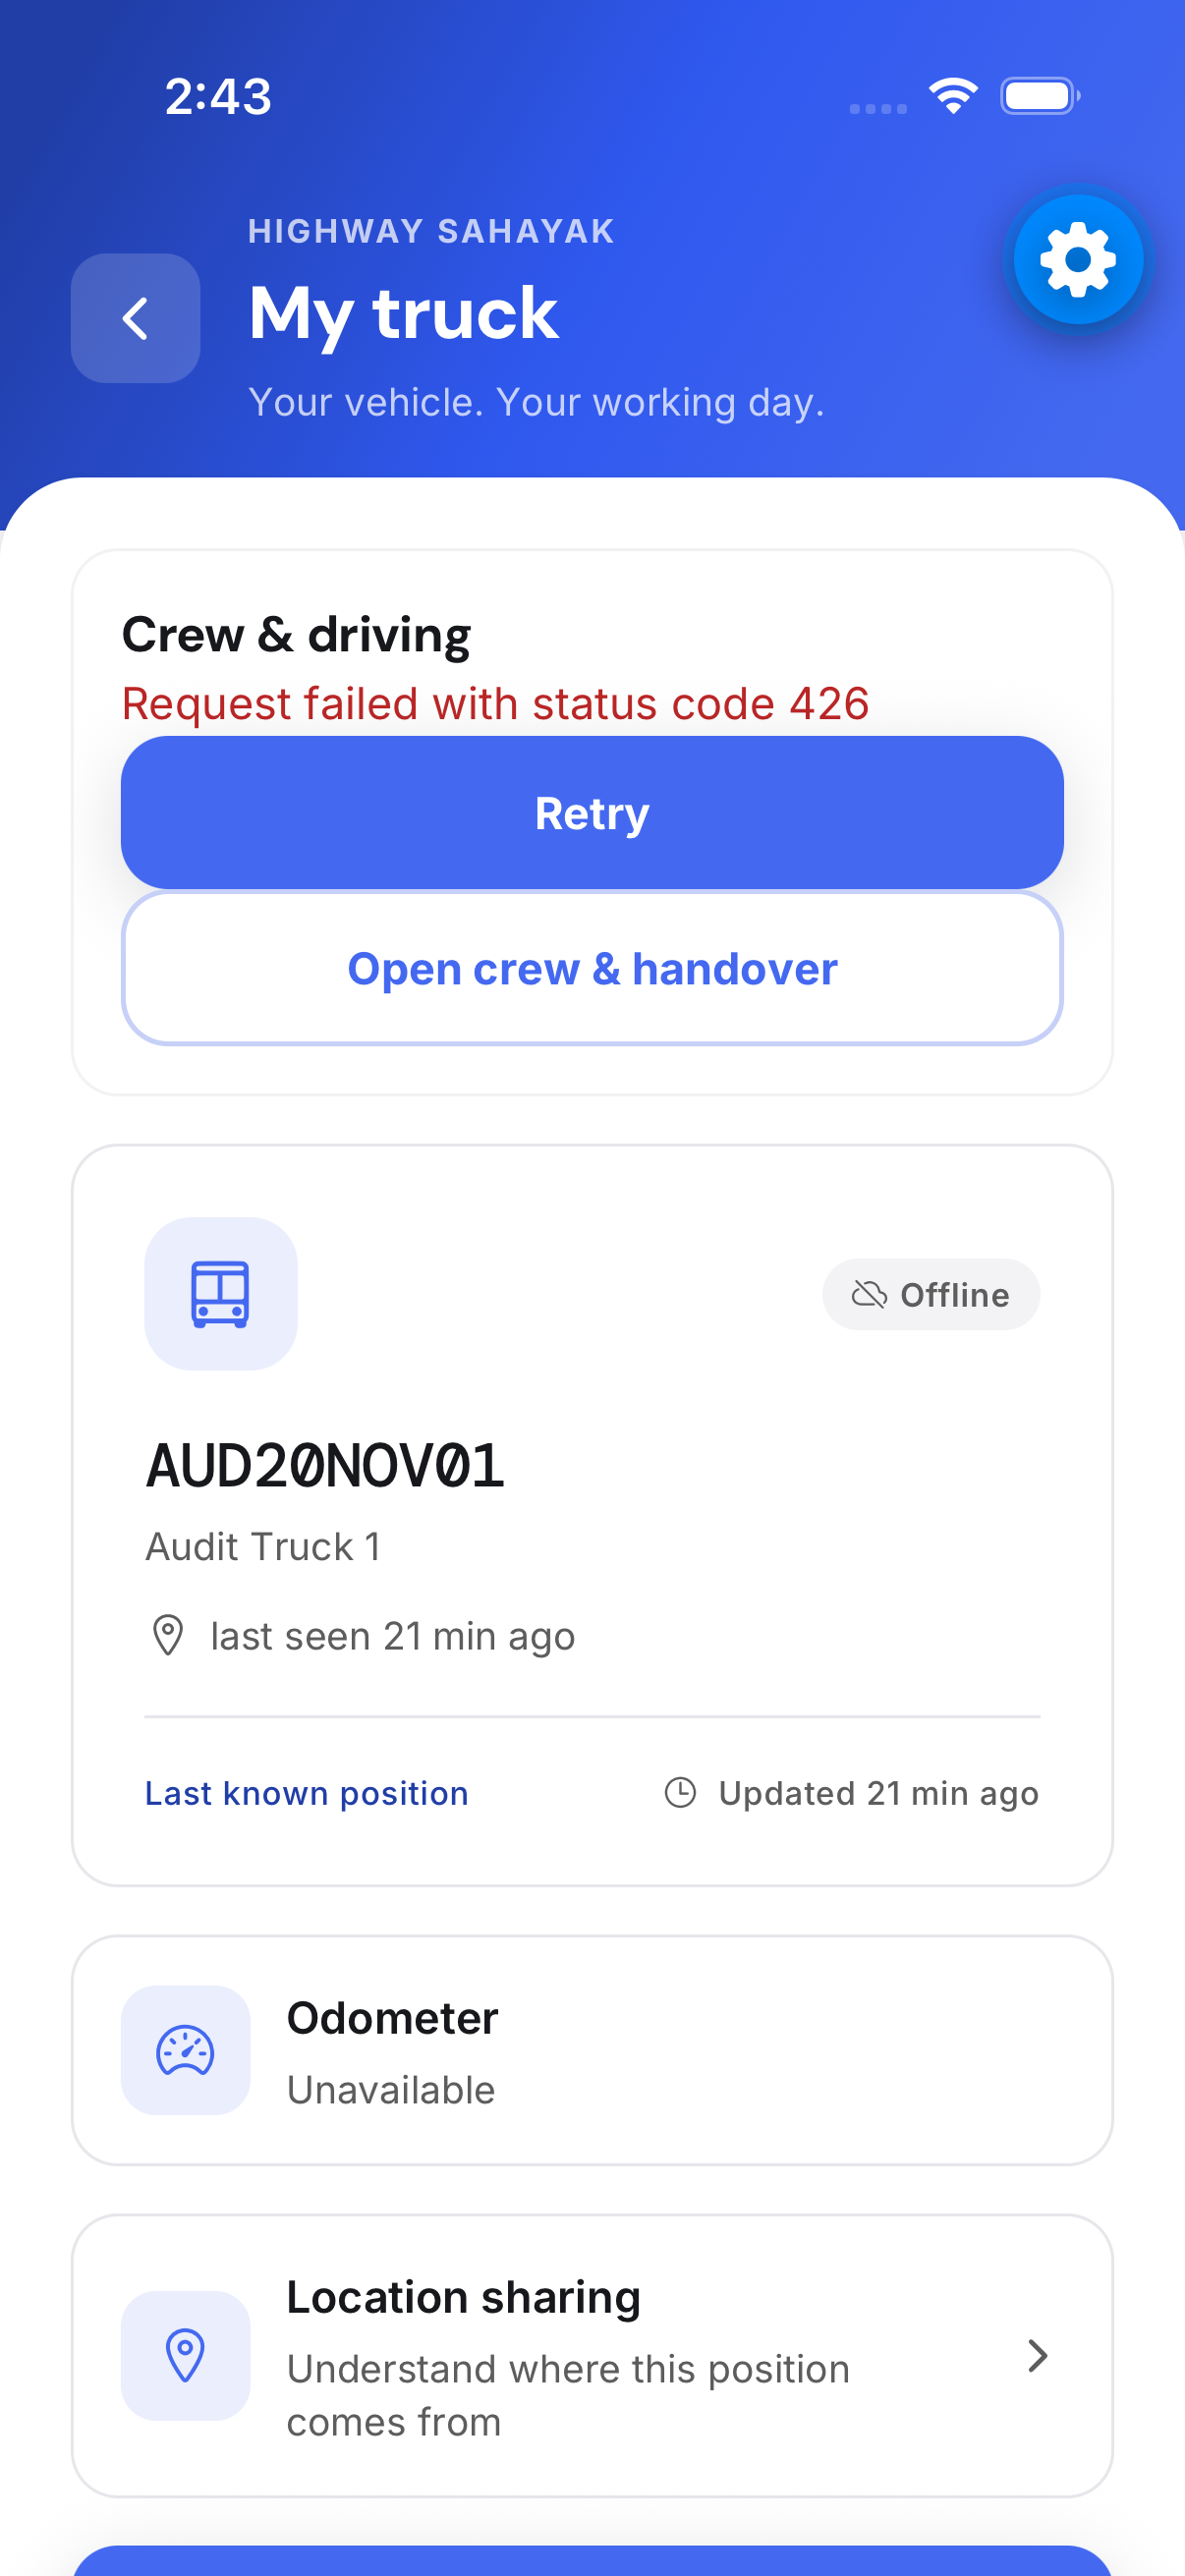 2:43
HIGHWAY SAHAYAK
My truck
Your vehicle. Your working day.
Crew & driving
Request failed with status code 426
Retry
Open crew & handover
Offline
AUD20NOV01
Audit Truck 1
last seen 21 min ago
Last known position
Updated 21 min ago
Odometer
Unavailable
Location sharing
Understand where this position
comes from